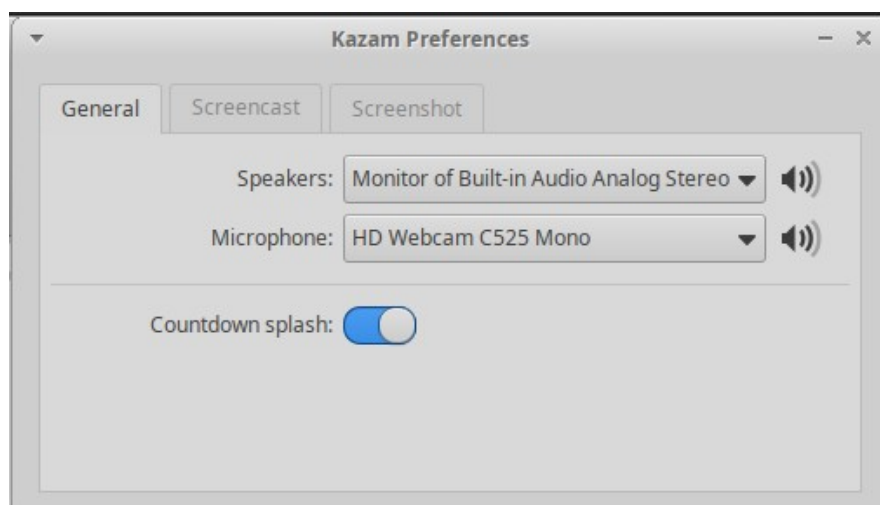 Kazam Preferences
General Screencast Screenshot
Speakers: Monitor of Built-in Audio Analog Stereo
Microphone: HD Webcam C525 Mono
Countdown splash: